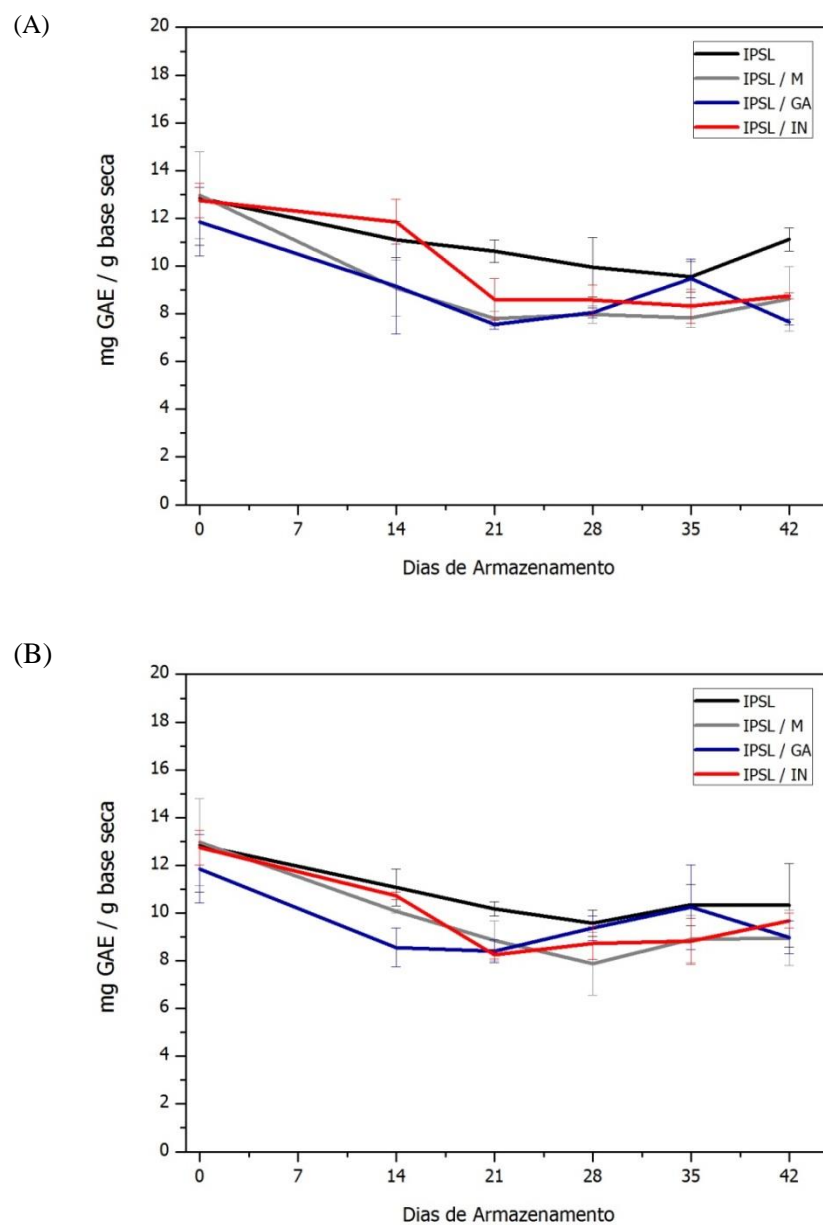 (A)
20
18
16
14
12
10
8
6
4
2
0
mg GAE / g base seca
IPSL
IPSL / M
IPSL / GA
IPSL / IN
0 7 14 21 28 35 42
Dias de Armazenamento
(B)
20
18
16
14
12
10
8
6
4
2
0
mg GAE / g base seca
IPSL
IPSL / M
IPSL / GA
IPSL / IN
0 7 14 21 28 35 42
Dias de Armazenamento